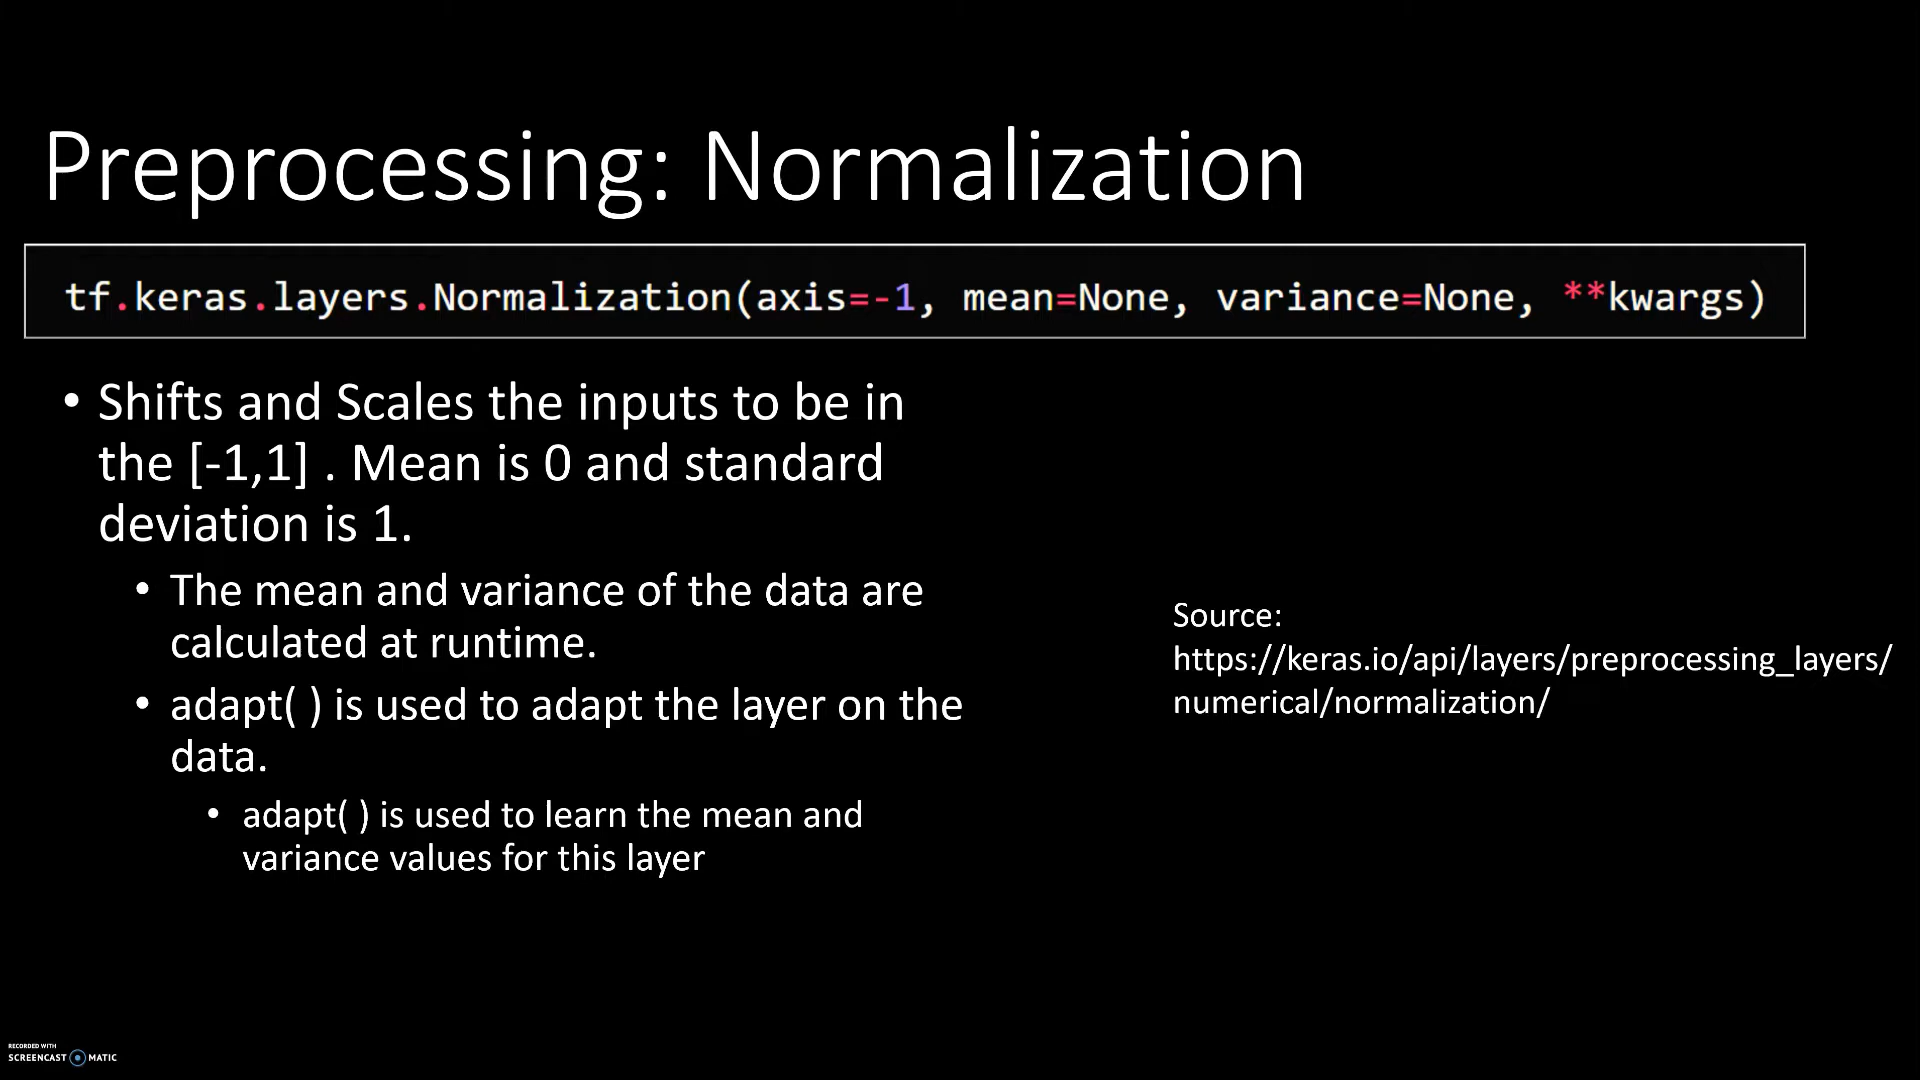 Preprocessing: Normalization
tf.keras.layers.Normalization(axis=-1, mean=None, variance=None, **kwargs)
• Shifts and Scales the inputs to be in
the [-1,1] . Mean is 0 and standard
deviation is 1.
• The mean and variance of the data are
calculated at runtime.
• adapt( ) is used to adapt the layer on the
data.
• adapt( ) is used to learn the mean and
variance values for this layer
Source:
https://keras.io/api/layers/preprocessing_layers/
numerical/normalization/
RECORDED WITH
SCREENCAST MATIC